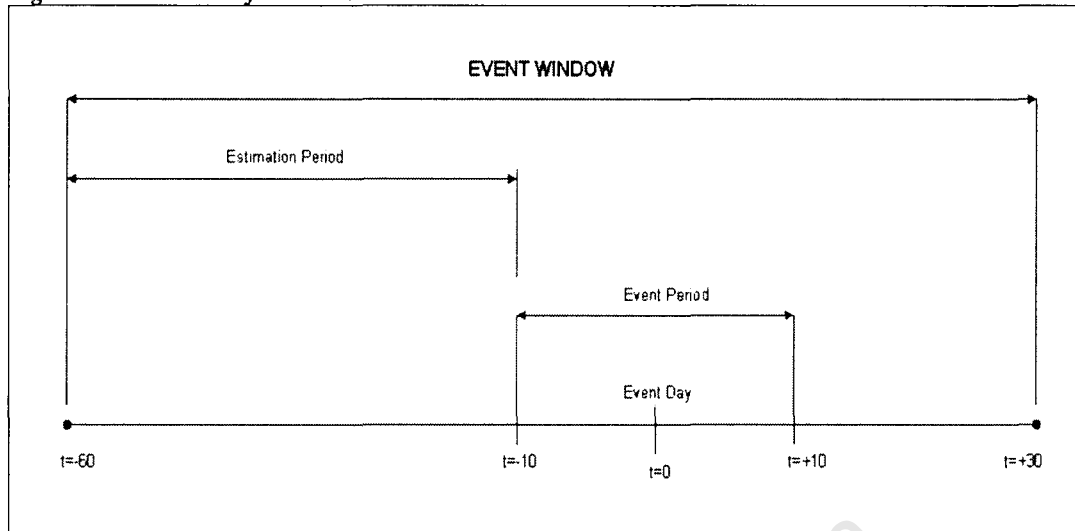 EVENT WINDOW
Estimation Period
Event Period
Event Day
t=-60
t=-10
t=0
t=+10
t=+30